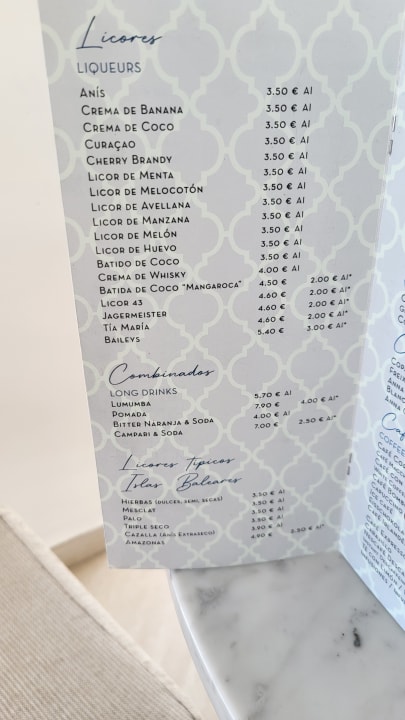 Licores
LIQUEURS
ANÍS 3.50 € AI
CREMA DE BANANA 3.50 € AI
CREMA DE COCO 3.50 € AI
CURAÇAO 3.50 € AI
CHERRY BRANDY 3.50 € AI
LICOR DE MENTA 3.50 € AI
LICOR DE MELOCOTÓN 3.50 € AI
LICOR DE AVELLANA 3.50 € AI
LICOR DE MANZANA 3.50 € AI
LICOR DE MELÓN 3.50 € AI
LICOR DE HUEVO 3.50 € AI
BATIDO DE COCO 3.50 € AI
CREMA DE WHISKY 4.00 € AI
BATIDA DE COCO "MANGAROCA" 4.50 € 2.00 € AI*
LICOR 43 4.60 € 2.00 € AI*
JAGERMEISTER 4.60 € 2.00 € AI*
TÍA MARÍA 4.60 € 2.00 € AI*
BAILEYS 5.40 € 3.00 € AI*
Combinados
LONG DRINKS
LUMUMBA 5.70 € AI
POMADA 7.90 € 4.00 € AI*
BITTER NARANJA & SODA 4.00 € AI
CAMPARI & SODA 7.00 € 2.50 € AI*
Licores Típicos
Islas Baleares
HIERBAS (DULCES, SEMI, SECAS) 3.50 € AI
MESCLAT 3.50 € AI
PALO 3.50 € AI
TRIPLE SECO 3.50 € AI
CAZALLA (ANÍS EXTRASECO) 3.90 € AI
AMAZONAS 4.90 € 2.50 € AI*